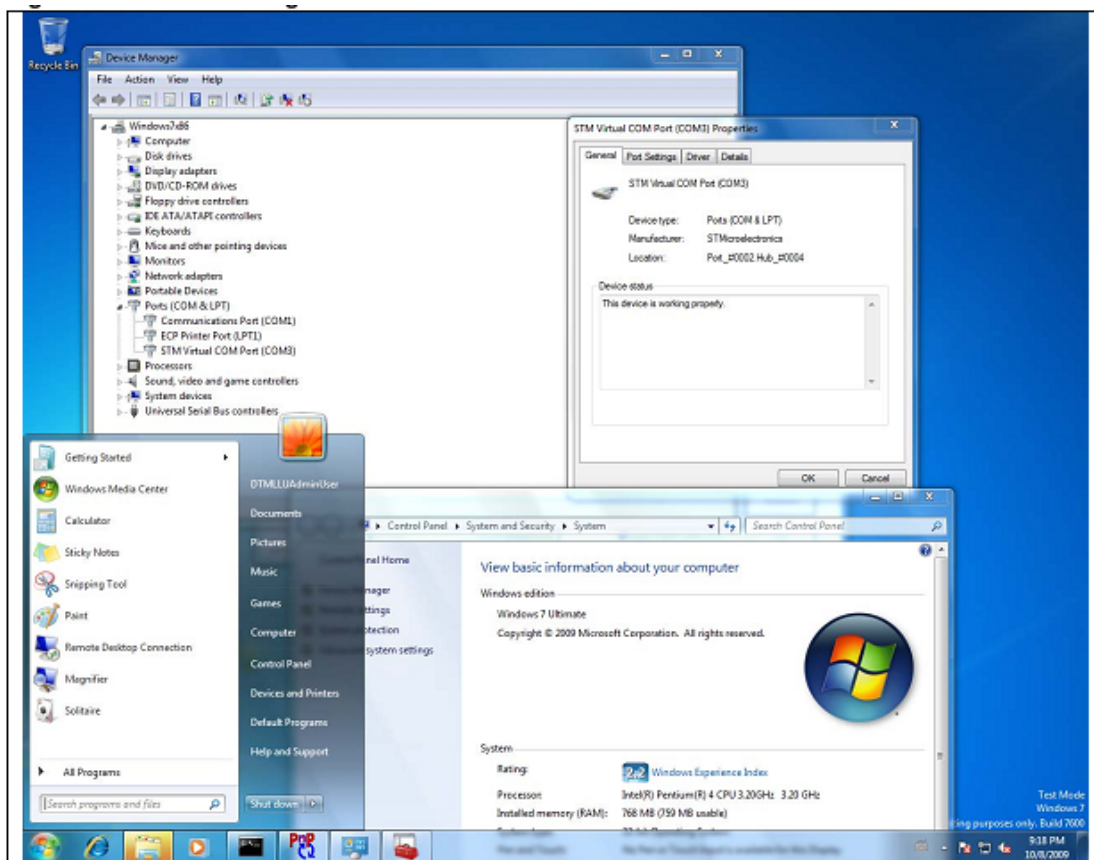 Recycle Bin
Device Manager
File Action View Help
Windows7x86
Computer
Disk drives
Display adapters
DVD/CD-ROM drives
Floppy drive controllers
IDE ATA/ATAPI controllers
Keyboards
Mice and other pointing devices
Monitors
Network adapters
Portable Devices
Ports (COM & LPT)
Communications Port (COM1)
ECP Printer Port (LPT1)
STM Virtual COM Port (COM3)
Processors
Sound, video and game controllers
System devices
Universal Serial Bus controllers
STM Virtual COM Port (COM3) Properties
General Port Settings Driver Details
STM Virtual COM Port (COM3)
Device type: Ports (COM & LPT)
Manufacturer: STMicroelectronics
Location: Port_#0002.Hub_#0004
Device status
This device is working properly.
OK Cancel
Getting Started
Windows Media Center
Calculator
Sticky Notes
Snipping Tool
Paint
Remote Desktop Connection
Magnifier
Solitaire
All Programs
Search programs and files
DTMLLUAdminUser
Documents
Pictures
Music
Games
Computer
Control Panel
Devices and Printers
Default Programs
Help and Support
Shut down
Control Panel System and Security System
Search Control Panel
nel Home
nager
ttings
otection
system settings
View basic information about your computer
Windows edition
Windows 7 Ultimate
Copyright © 2009 Microsoft Corporation. All rights reserved.
System
Rating: 2,2 Windows Experience Index
Processor: Intel(R) Pentium(R) 4 CPU 3.20GHz 3.20 GHz
Installed memory (RAM): 768 MB (759 MB usable)
Test Mode
Windows 7
ing purposes only. Build 7600
9:18 PM
10/8/2009